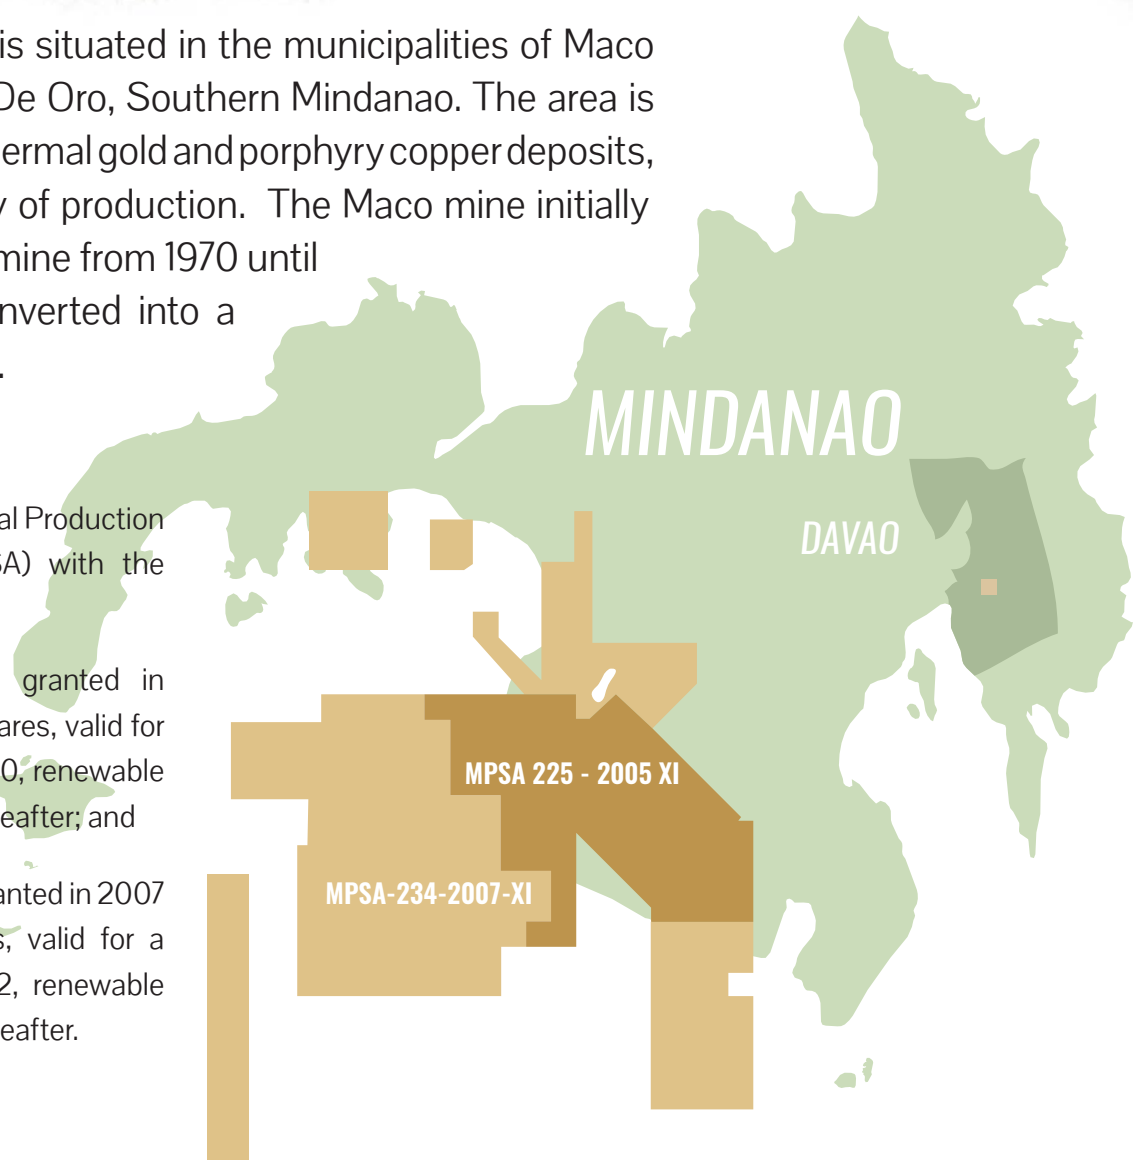 is situated in the municipalities of Maco
De Oro, Southern Mindanao. The area is
ermal gold and porphyry copper deposits,
of production. The Maco mine initially
mine from 1970 until
nverted into a
.
MINDANAO
al Production
DAVAO
SA) with the
granted in
ares, valid for
0, renewable
MPSA 225 - 2005 XI
eafter; and
anted in 2007
MPSA-234-2007-XI
s, valid for a
2, renewable
eafter.